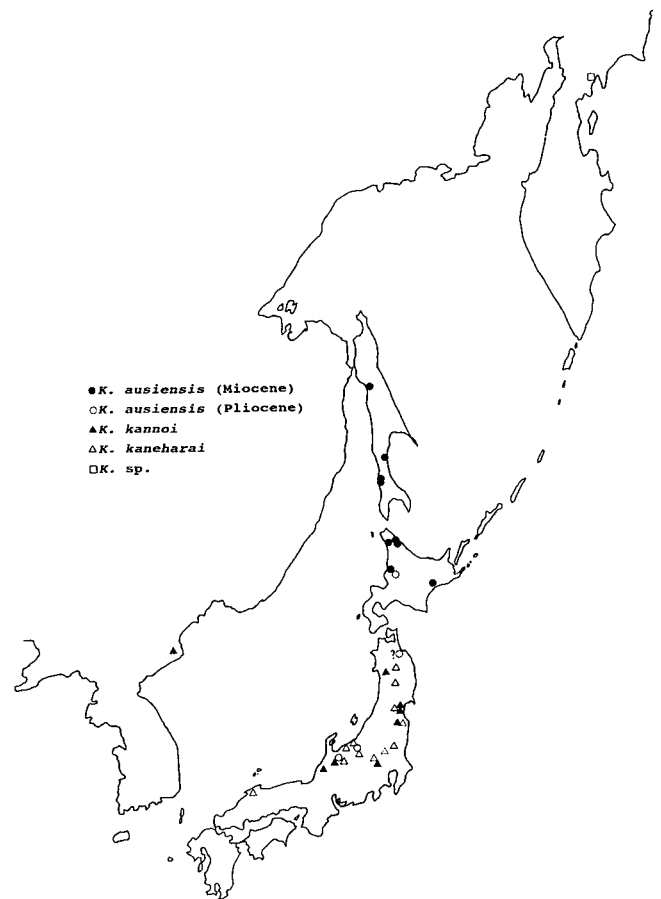 ●K. ausiensis (Miocene)
○K. ausiensis (Pliocene)
▲K. kannoi
△K. kaneharai
□K. sp.
?